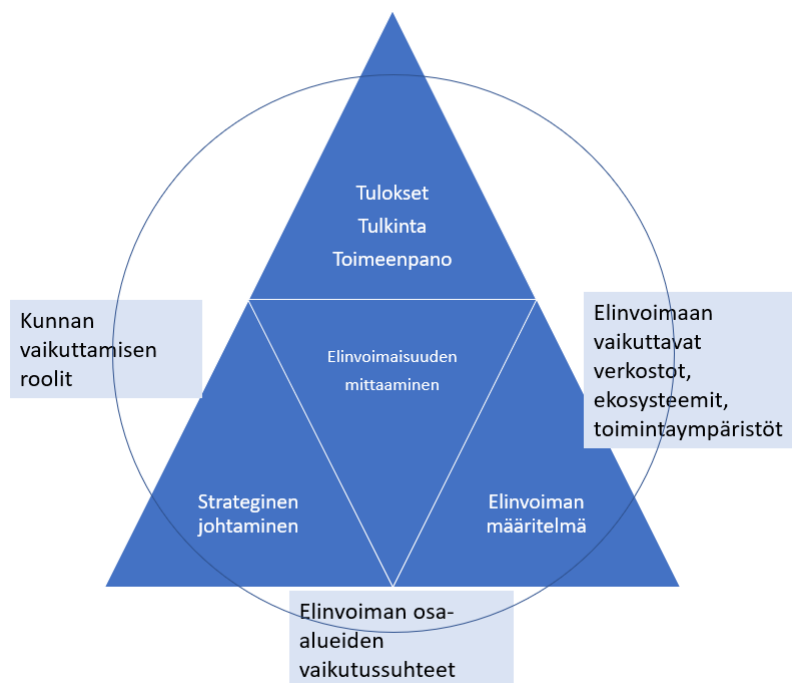 Tulokset
Tulkinta
Toimeenpano
Kunnan
vaikuttamisen
roolit
Elinvoimaan
vaikuttavat
verkostot,
ekosysteemit,
toimintaympäristöt
Elinvoimaisuuden
mittaaminen
Strateginen
johtaminen
Elinvoiman
määritelmä
Elinvoiman osa-
alueiden
vaikutussuhteet